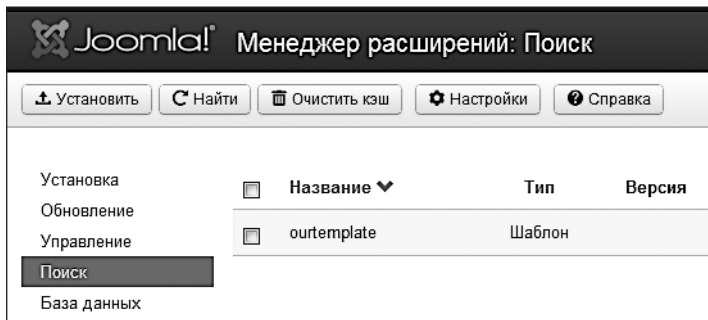 Joomla! Менеджер расширений: Поиск
Установить Найти Очистить кэш Настройки Справка
Установка
Обновление
Управление
Поиск
База данных
Название Тип Версия
ourtemplate Шаблон